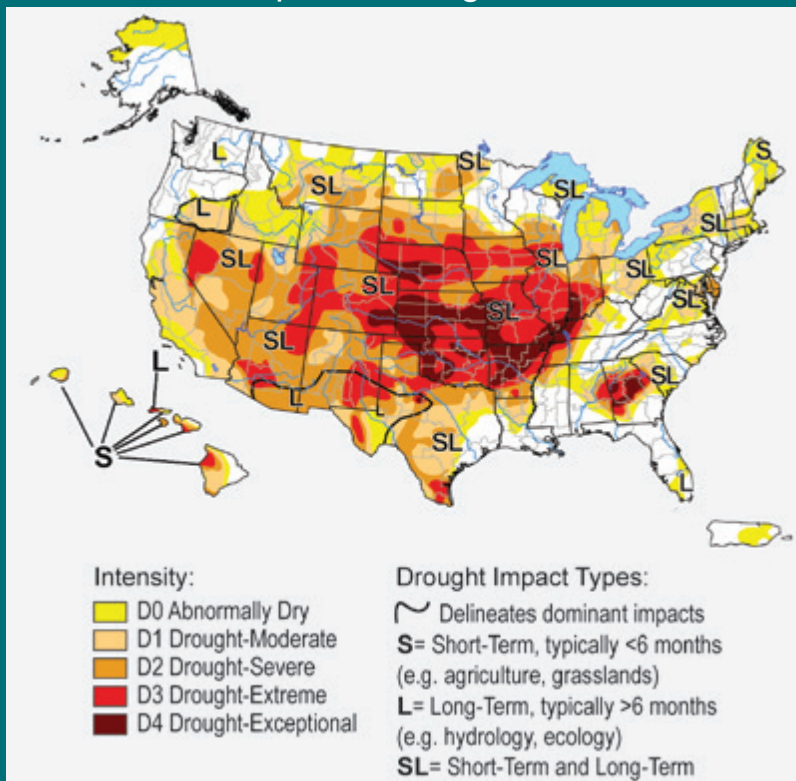 L
SL
SL
S
SL
L
SL
SL
SL
SL
SL
SL
SL
SL
L
L
L
SL
SL
S
L
Intensity:
D0 Abnormally Dry
D1 Drought-Moderate
D2 Drought-Severe
D3 Drought-Extreme
D4 Drought-Exceptional
Drought Impact Types:
Delineates dominant impacts
S= Short-Term, typically <6 months
(e.g. agriculture, grasslands)
L= Long-Term, typically >6 months
(e.g. hydrology, ecology)
SL= Short-Term and Long-Term